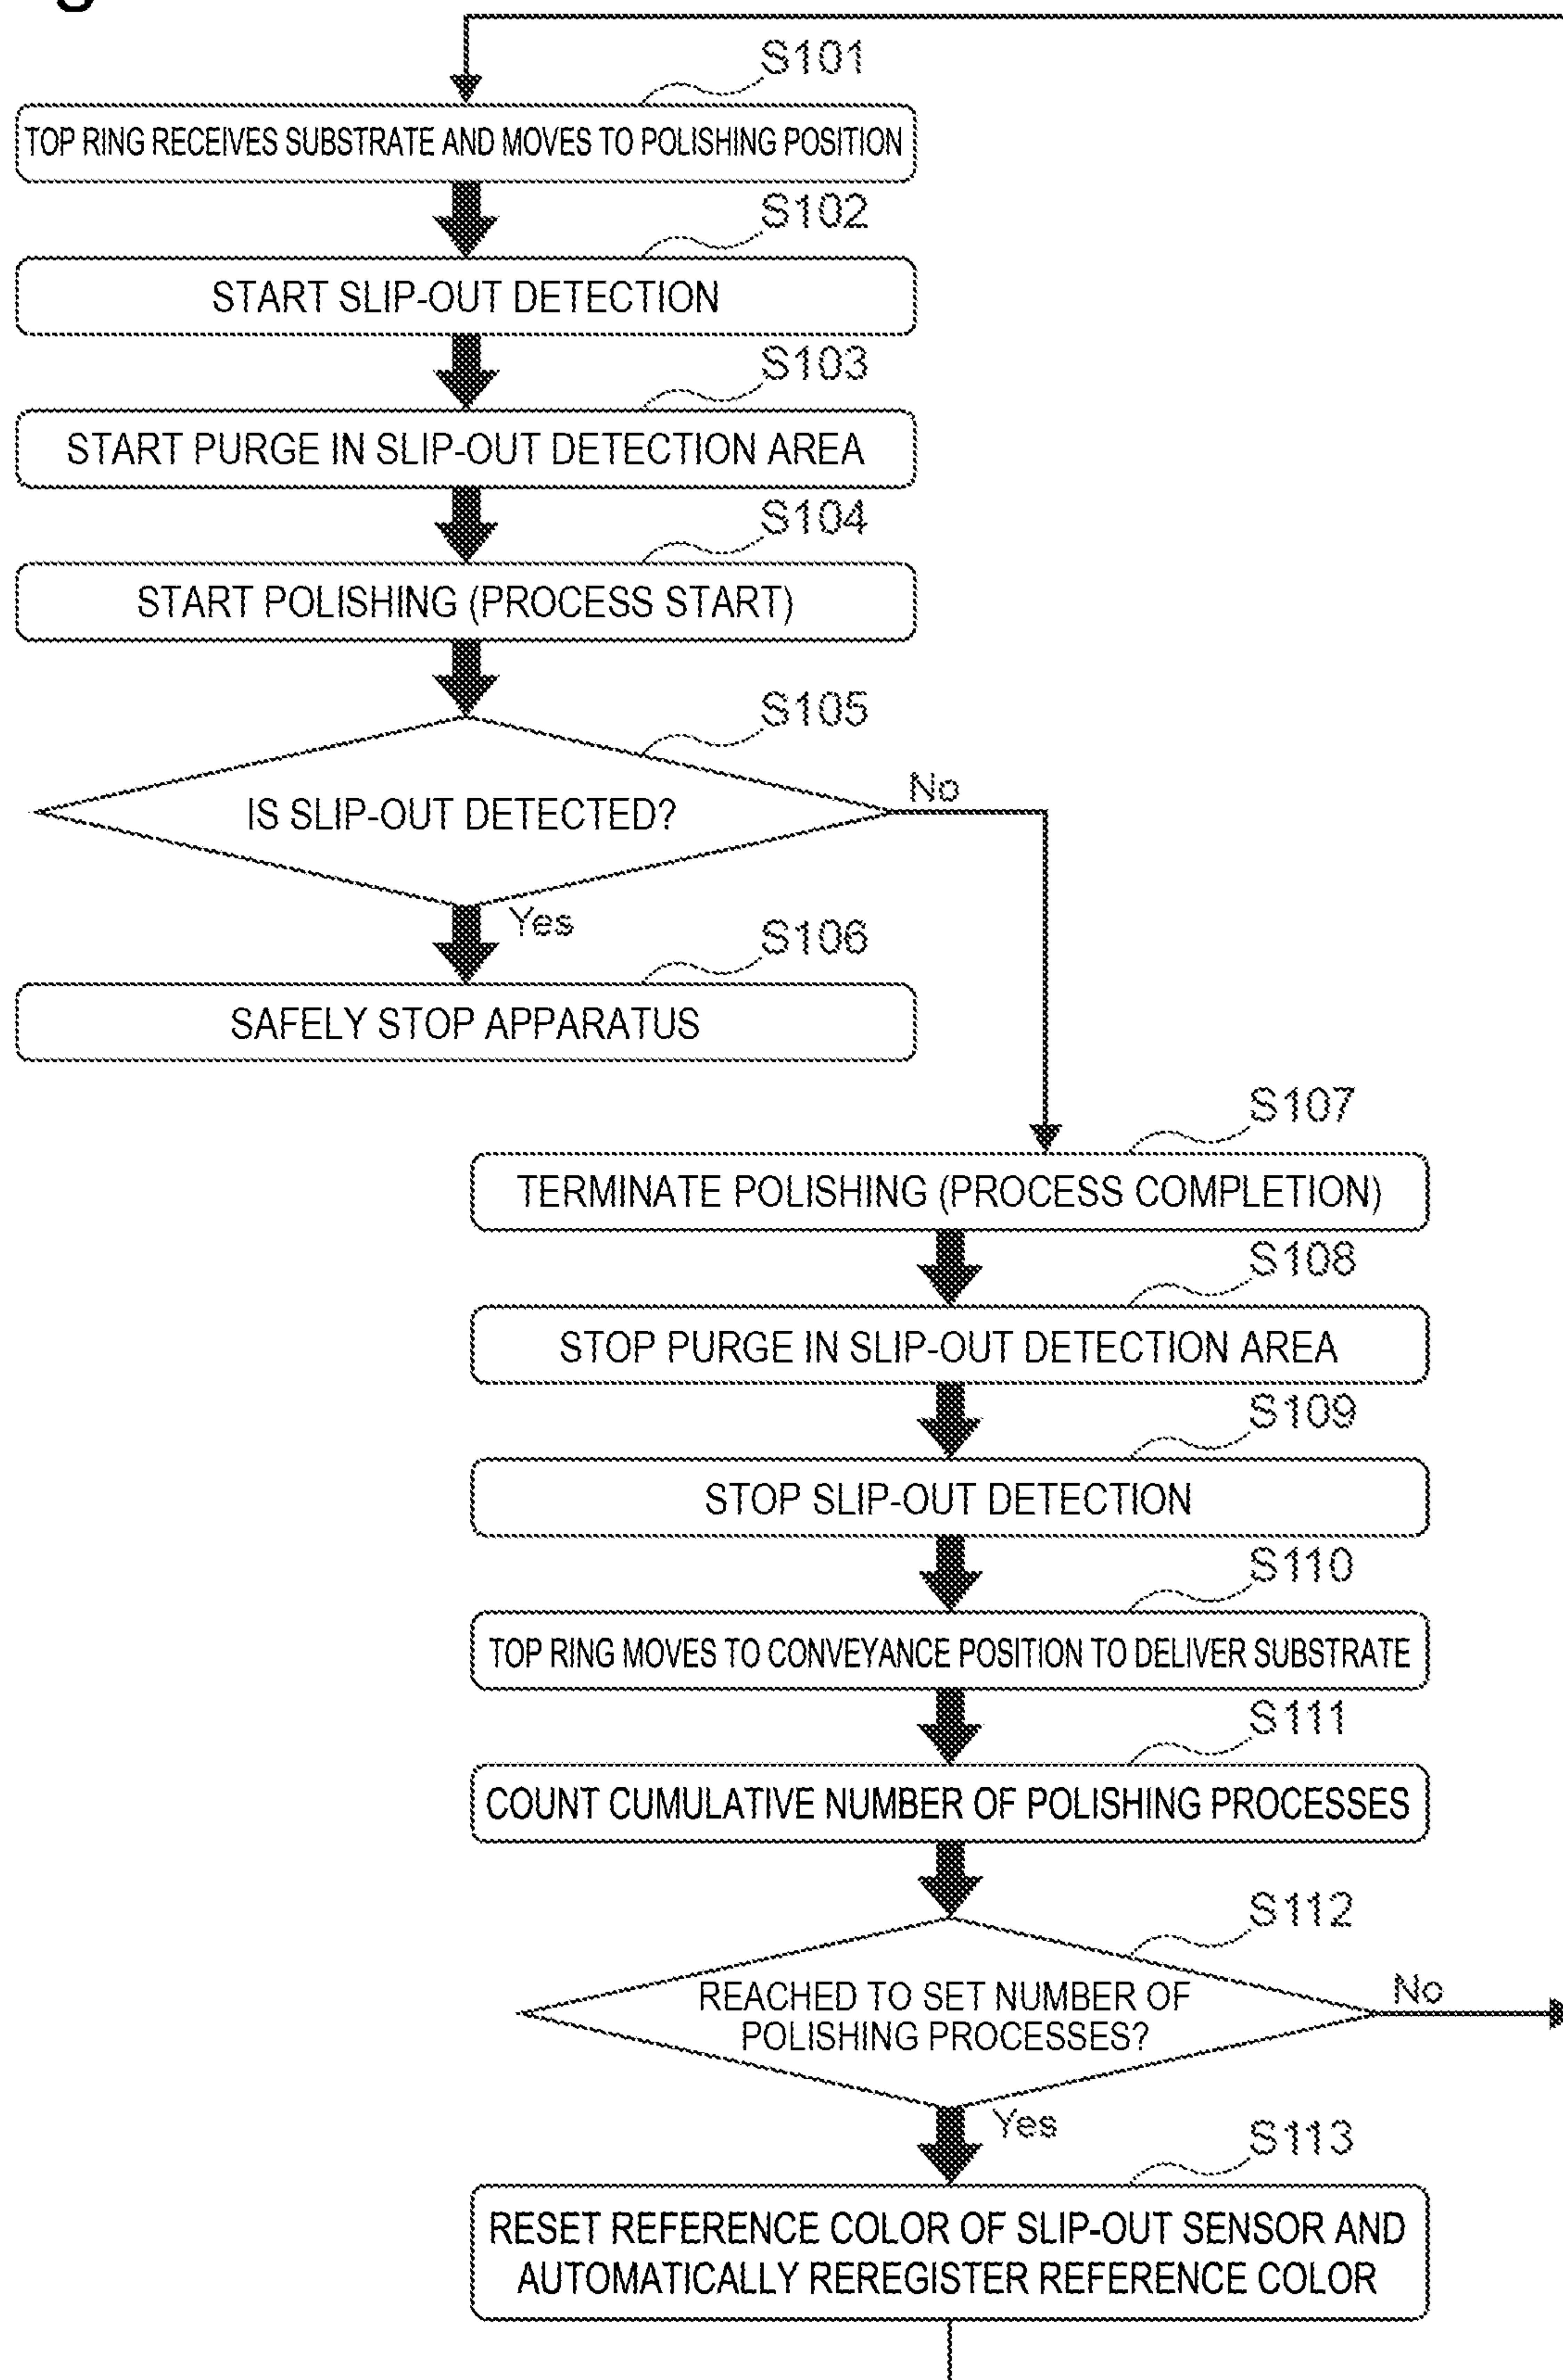 S101
TOP RING RECEIVES SUBSTRATE AND MOVES TO POLISHING POSITION
S102
START SLIP-OUT DETECTION
S103
START PURGE IN SLIP-OUT DETECTION AREA
S104
START POLISHING (PROCESS START)
S105
IS SLIP-OUT DETECTED?
No
Yes
S106
SAFELY STOP APPARATUS
S107
TERMINATE POLISHING (PROCESS COMPLETION)
S108
STOP PURGE IN SLIP-OUT DETECTION AREA
S109
STOP SLIP-OUT DETECTION
S110
TOP RING MOVES TO CONVEYANCE POSITION TO DELIVER SUBSTRATE
S111
COUNT CUMULATIVE NUMBER OF POLISHING PROCESSES
S112
REACHED TO SET NUMBER OF
POLISHING PROCESSES?
No
Yes
S113
RESET REFERENCE COLOR OF SLIP-OUT SENSOR AND
AUTOMATICALLY REREGISTER REFERENCE COLOR